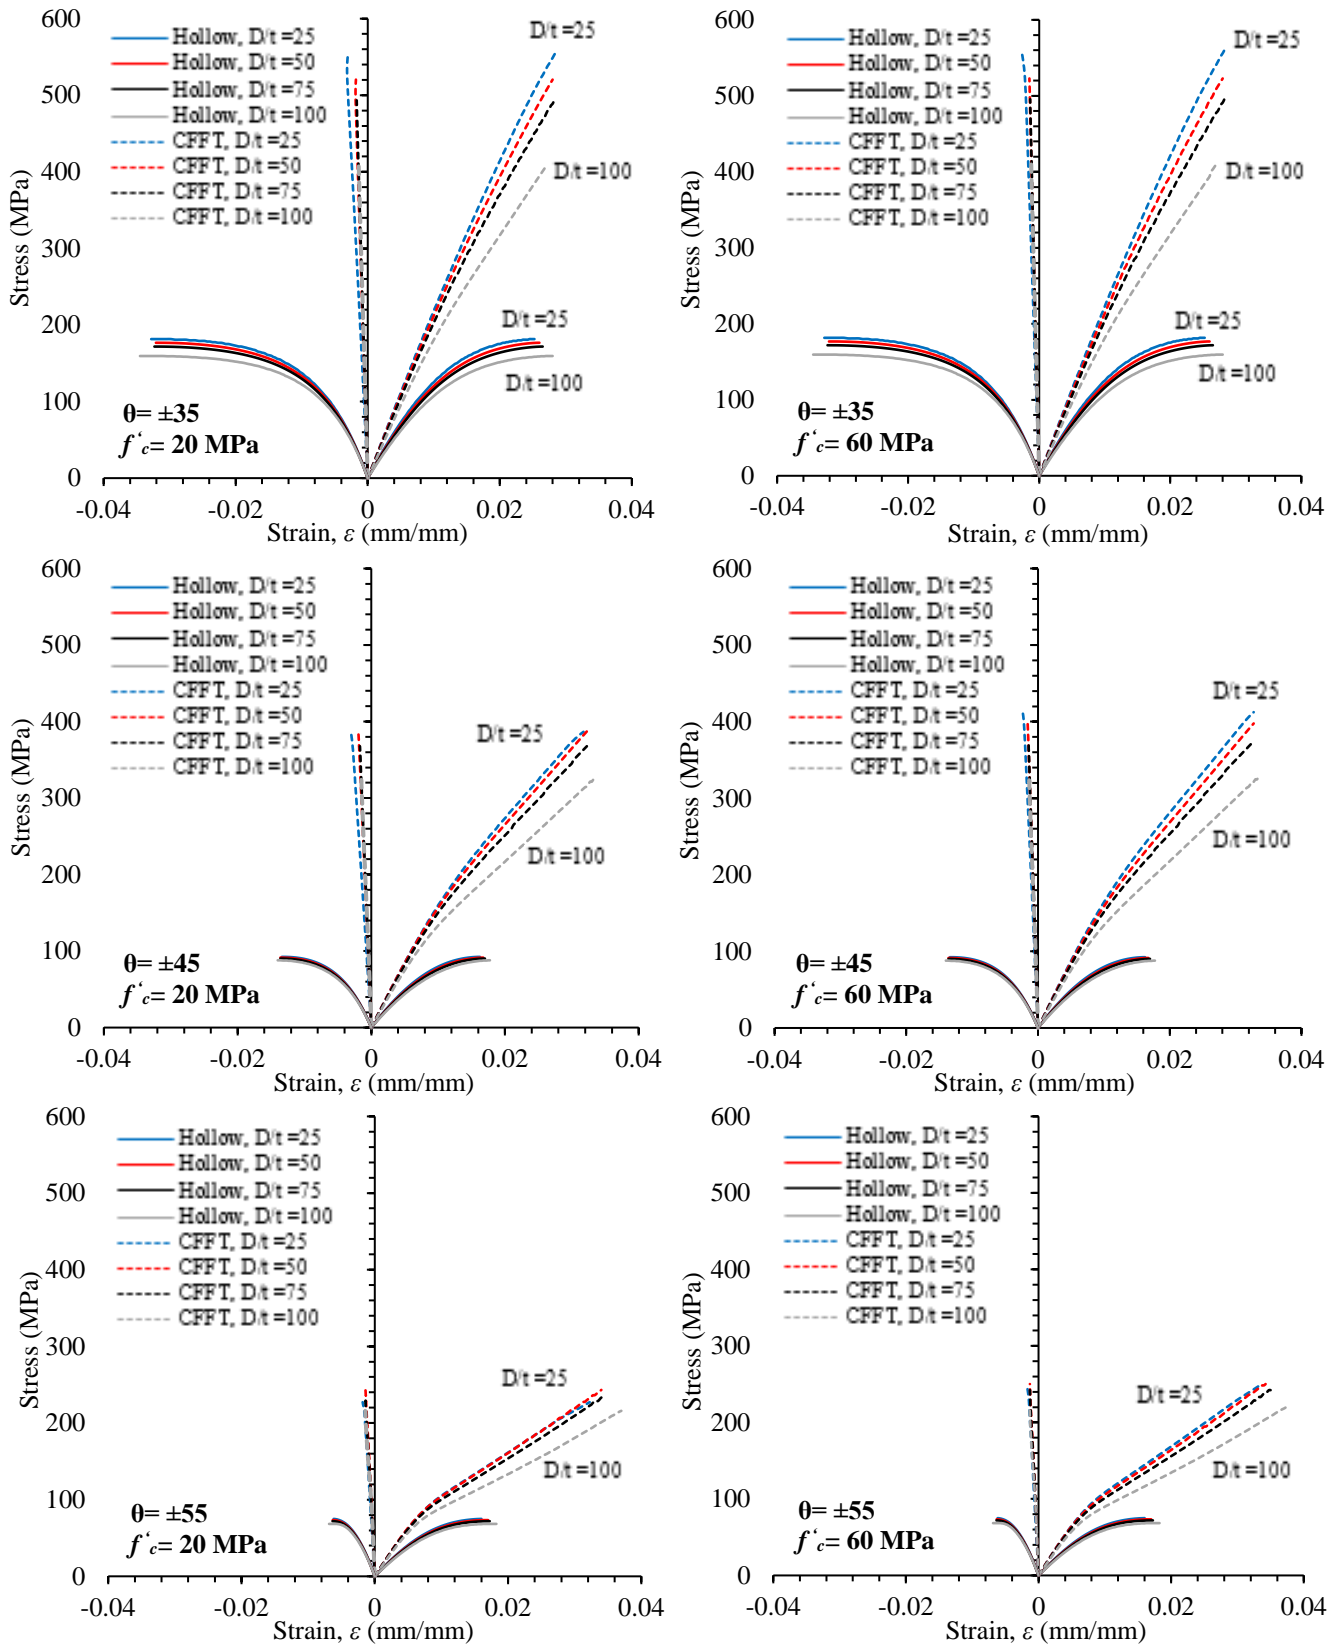 600
500
400
300
200
100
0
Stress (MPa)
Hollow, D/t =25
Hollow, D/t =50
Hollow, D/t =75
Hollow, D/t =100
CFFT, D/t =25
CFFT, D/t =50
CFFT, D/t =75
CFFT, D/t =100
D/t =25
D/t =100
D/t =25
D/t =100
θ= ±35
f‘c= 20 MPa
-0.04 -0.02 0 0.02 0.04
Strain, ε (mm/mm)
600
500
400
300
200
100
0
Stress (MPa)
Hollow, D/t =25
Hollow, D/t =50
Hollow, D/t =75
Hollow, D/t =100
CFFT, D/t =25
CFFT, D/t =50
CFFT, D/t =75
CFFT, D/t =100
D/t =25
D/t =100
D/t =25
D/t =100
θ= ±35
f‘c= 60 MPa
-0.04 -0.02 0 0.02 0.04
Strain, ε (mm/mm)
600
500
400
300
200
100
0
Stress (MPa)
Hollow, D/t =25
Hollow, D/t =50
Hollow, D/t =75
Hollow, D/t =100
CFFT, D/t =25
CFFT, D/t =50
CFFT, D/t =75
CFFT, D/t =100
D/t =25
D/t =100
θ= ±45
f‘c= 20 MPa
-0.04 -0.02 0 0.02 0.04
Strain, ε (mm/mm)
600
500
400
300
200
100
0
Stress (MPa)
Hollow, D/t =25
Hollow, D/t =50
Hollow, D/t =75
Hollow, D/t =100
CFFT, D/t =25
CFFT, D/t =50
CFFT, D/t =75
CFFT, D/t =100
D/t =25
D/t =100
θ= ±45
f‘c= 60 MPa
-0.04 -0.02 0 0.02 0.04
Strain, ε (mm/mm)
600
500
400
300
200
100
0
Stress (MPa)
Hollow, D/t =25
Hollow, D/t =50
Hollow, D/t =75
Hollow, D/t =100
CFFT, D/t =25
CFFT, D/t =50
CFFT, D/t =75
CFFT, D/t =100
D/t =25
D/t =100
θ= ±55
f‘c= 20 MPa
-0.04 -0.02 0 0.02 0.04
Strain, ε (mm/mm)
600
500
400
300
200
100
0
Stress (MPa)
Hollow, D/t =25
Hollow, D/t =50
Hollow, D/t =75
Hollow, D/t =100
CFFT, D/t =25
CFFT, D/t =50
CFFT, D/t =75
CFFT, D/t =100
D/t =25
D/t =100
θ= ±55
f‘c= 60 MPa
-0.04 -0.02 0 0.02 0.04
Strain, ε (mm/mm)